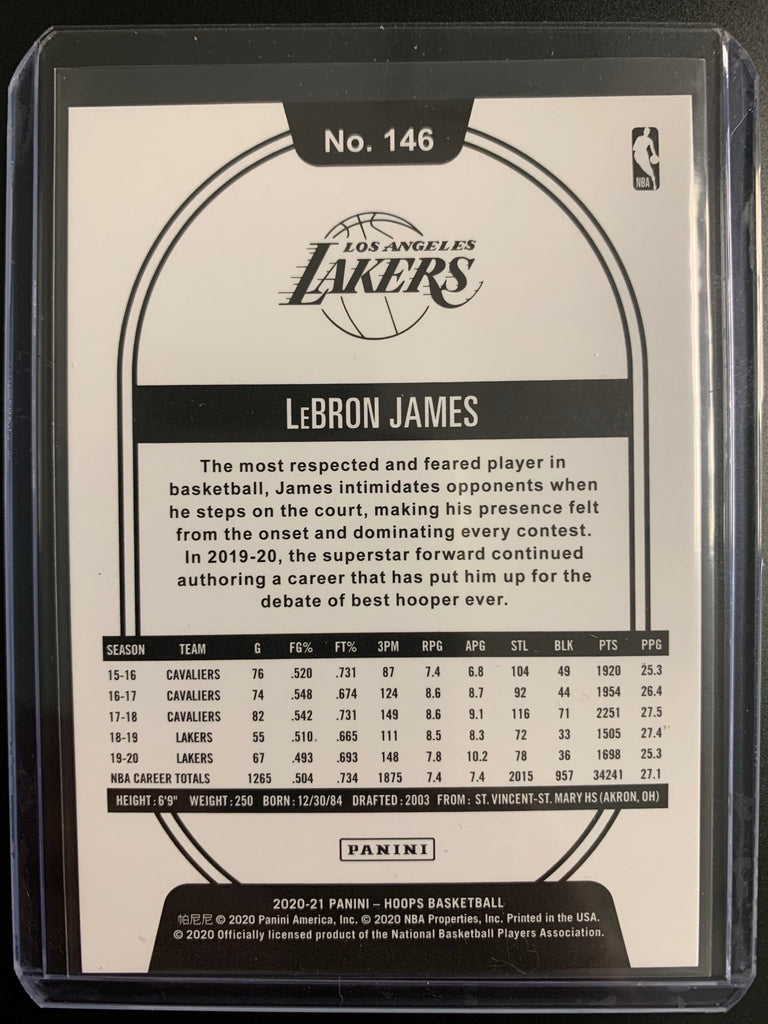 No. 146
NBA
LOS ANGELES
LAKERS
LeBRON JAMES
The most respected and feared player in
basketball, James intimidates opponents when
he steps on the court, making his presence felt
from the onset and dominating every contest.
In 2019-20, the superstar forward continued
authoring a career that has put him up for the
debate of best hooper ever.
SEASON TEAM G FG% FT% 3PM RPG APG STL BLK PTS PPG
15-16 CAVALIERS 76 .520 .731 87 7.4 6.8 104 49 1920 25.3
16-17 CAVALIERS 74 .548 .674 124 8.6 8.7 92 44 1954 26.4
17-18 CAVALIERS 82 .542 .731 149 8.6 9.1 116 71 2251 27.5
18-19 LAKERS 55 .510 .665 111 8.5 8.3 72 33 1505 27.4
19-20 LAKERS 67 .493 .693 148 7.8 10.2 78 36 1698 25.3
NBA CAREER TOTALS 1265 .504 .734 1875 7.4 7.4 2015 957 34241 27.1
HEIGHT: 6'9" WEIGHT: 250 BORN: 12/30/84 DRAFTED: 2003 FROM: ST. VINCENT-ST. MARY HS (AKRON, OH)
PANINI
2020-21 PANINI – HOOPS BASKETBALL
帕尼尼 © 2020 Panini America, Inc. © 2020 NBA Properties, Inc. Printed in the USA.
© 2020 Officially licensed product of the National Basketball Players Association.